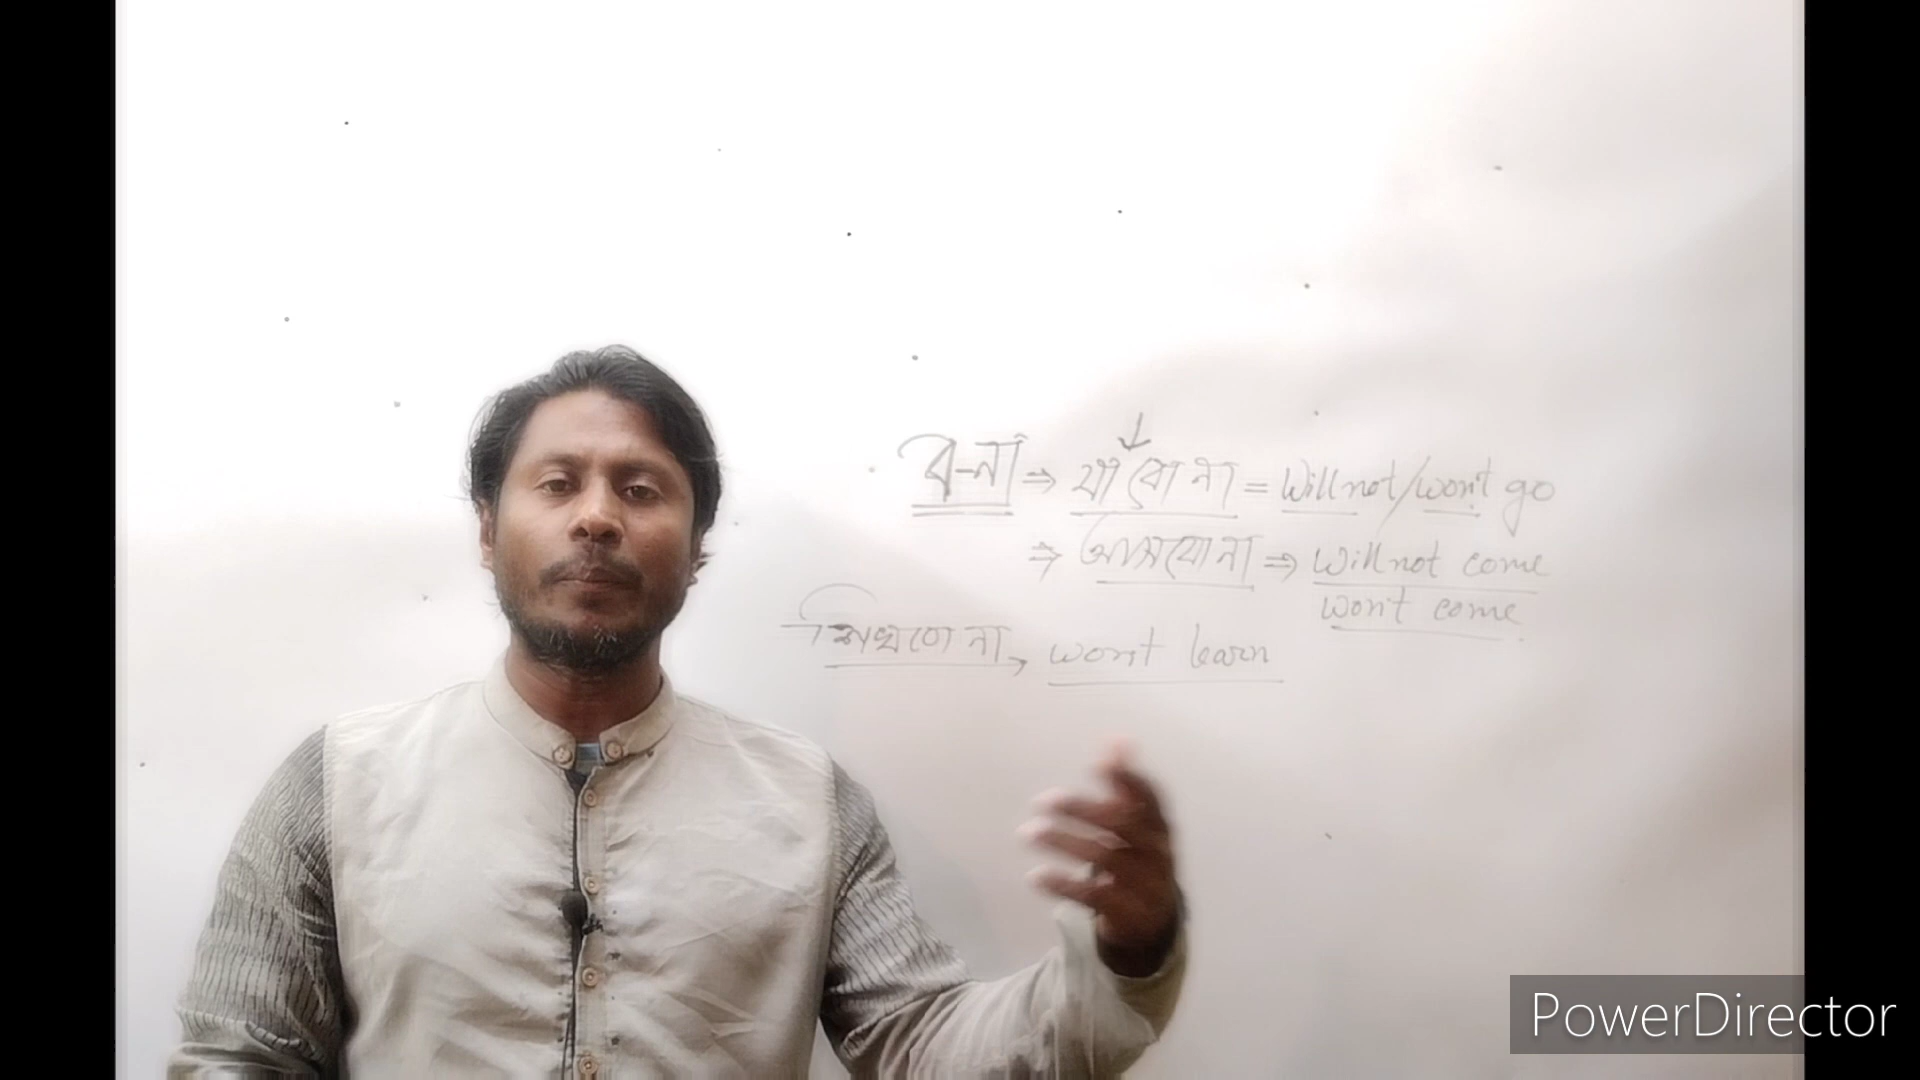 ব-না ⇒ যাবো না = will not/won't go
⇒ আসবো না ⇒ will not come
won't come
শিখবো না → won't learn
PowerDirector